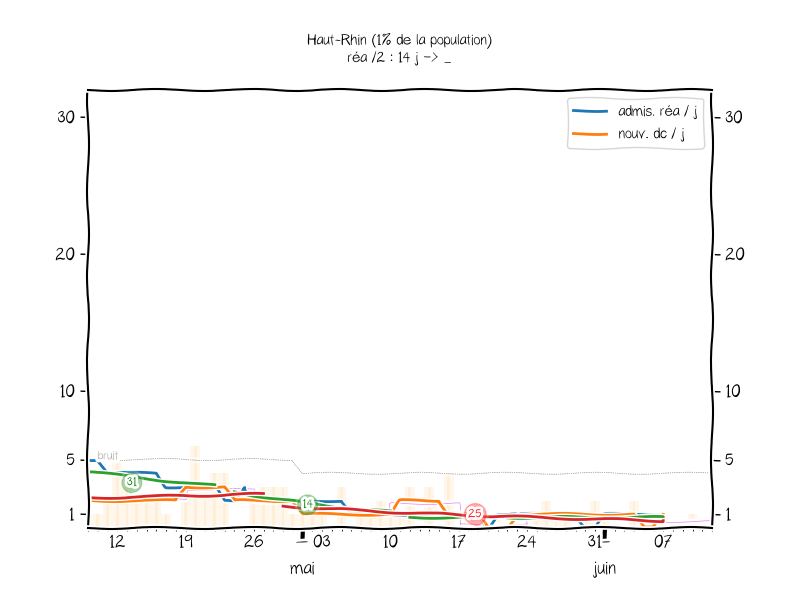 Haut-Rhin (1% de la population)
réa /2 : 14 j -> _
admis. réa / j
nouv. dc / j
30
30
20
20
10
10
bruit
5
5
31
14
25
1
1
12 19 26 03 10 17 24 31 07
mai juin